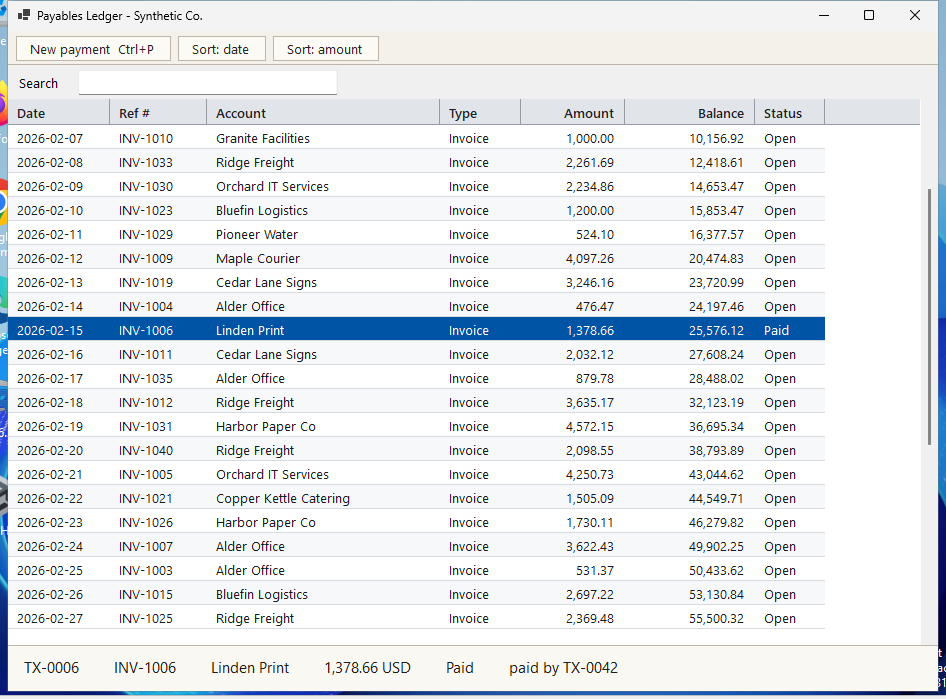 Payables Ledger - Synthetic Co.
New payment Ctrl+P Sort: date Sort: amount
Search
Date Ref # Account Type Amount Balance Status
2026-02-07 INV-1010 Granite Facilities Invoice 1,000.00 10,156.92 Open
2026-02-08 INV-1033 Ridge Freight Invoice 2,261.69 12,418.61 Open
2026-02-09 INV-1030 Orchard IT Services Invoice 2,234.86 14,653.47 Open
2026-02-10 INV-1023 Bluefin Logistics Invoice 1,200.00 15,853.47 Open
2026-02-11 INV-1029 Pioneer Water Invoice 524.10 16,377.57 Open
2026-02-12 INV-1009 Maple Courier Invoice 4,097.26 20,474.83 Open
2026-02-13 INV-1019 Cedar Lane Signs Invoice 3,246.16 23,720.99 Open
2026-02-14 INV-1004 Alder Office Invoice 476.47 24,197.46 Open
2026-02-15 INV-1006 Linden Print Invoice 1,378.66 25,576.12 Paid
2026-02-16 INV-1011 Cedar Lane Signs Invoice 2,032.12 27,608.24 Open
2026-02-17 INV-1035 Alder Office Invoice 879.78 28,488.02 Open
2026-02-18 INV-1012 Ridge Freight Invoice 3,635.17 32,123.19 Open
2026-02-19 INV-1031 Harbor Paper Co Invoice 4,572.15 36,695.34 Open
2026-02-20 INV-1040 Ridge Freight Invoice 2,098.55 38,793.89 Open
2026-02-21 INV-1005 Orchard IT Services Invoice 4,250.73 43,044.62 Open
2026-02-22 INV-1021 Copper Kettle Catering Invoice 1,505.09 44,549.71 Open
2026-02-23 INV-1026 Harbor Paper Co Invoice 1,730.11 46,279.82 Open
2026-02-24 INV-1007 Alder Office Invoice 3,622.43 49,902.25 Open
2026-02-25 INV-1003 Alder Office Invoice 531.37 50,433.62 Open
2026-02-26 INV-1015 Bluefin Logistics Invoice 2,697.22 53,130.84 Open
2026-02-27 INV-1025 Ridge Freight Invoice 2,369.48 55,500.32 Open
TX-0006 INV-1006 Linden Print 1,378.66 USD Paid paid by TX-0042